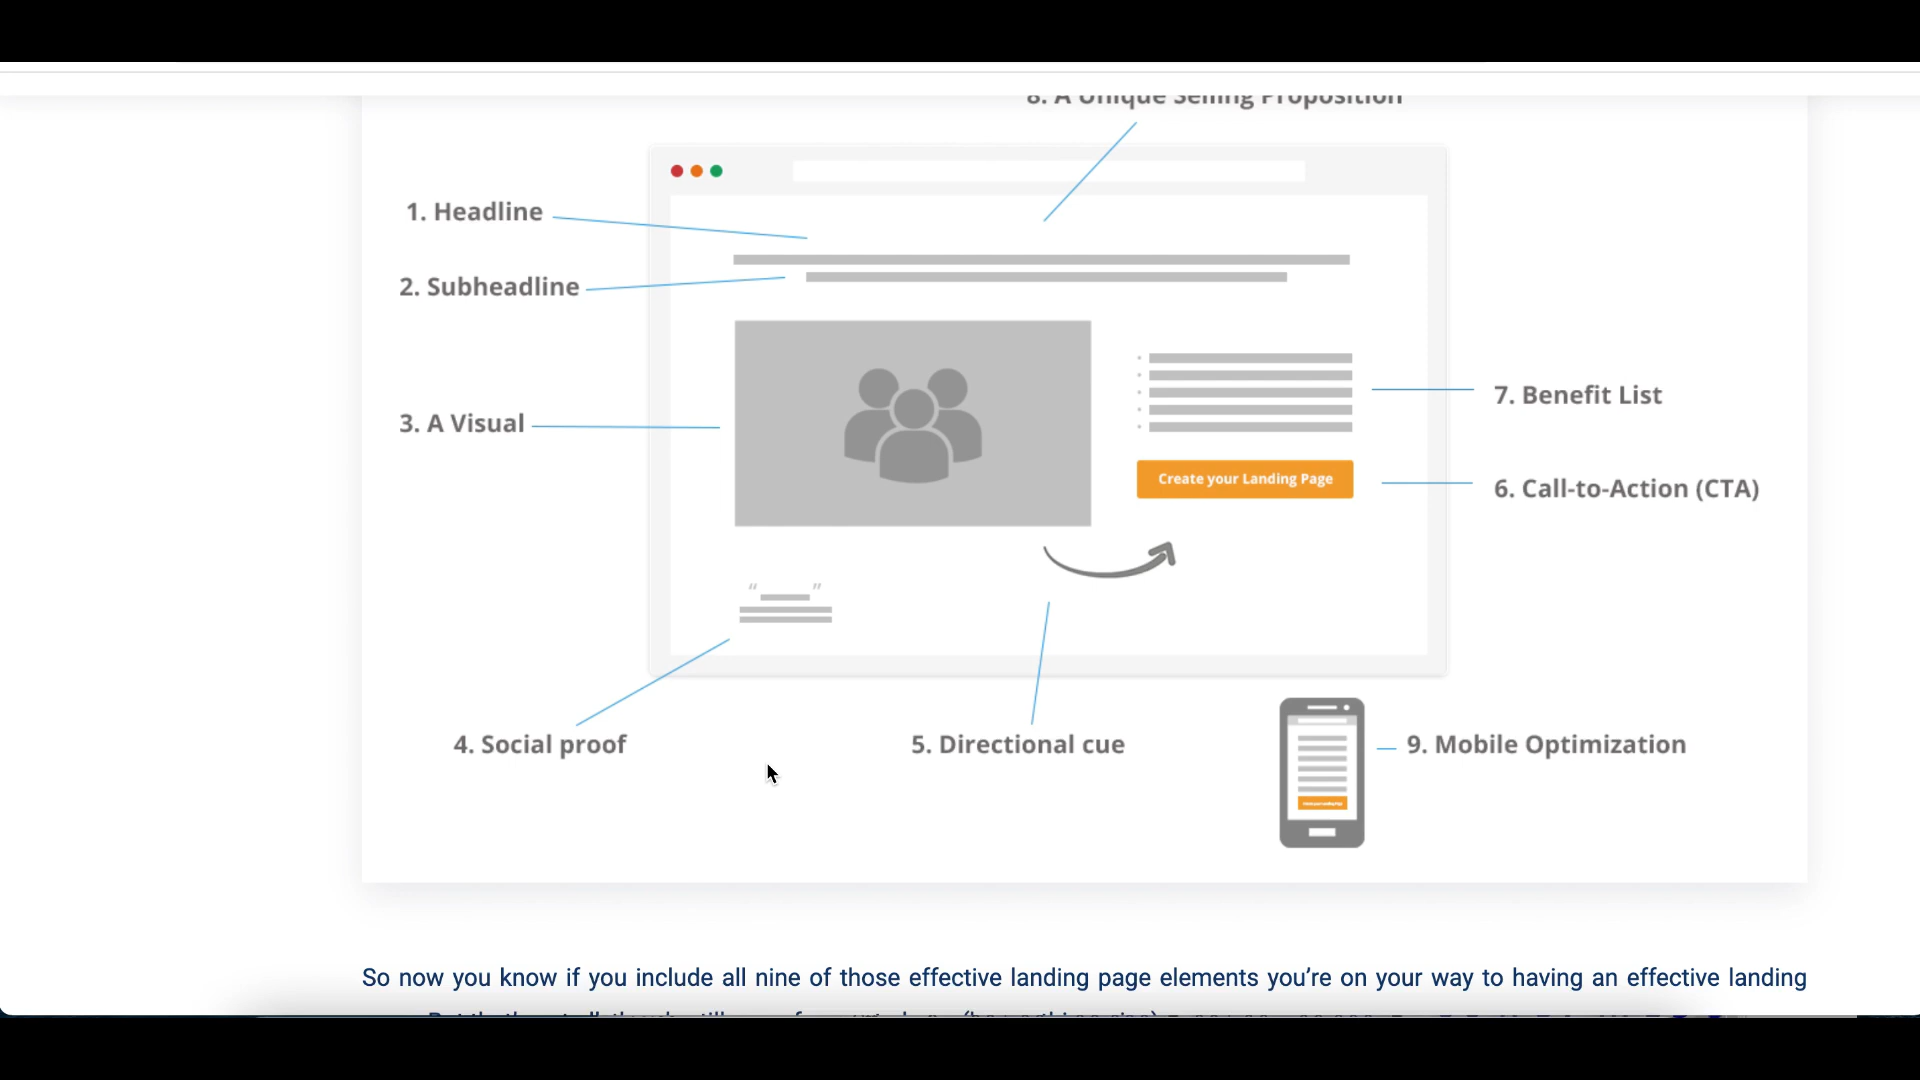 8. A Unique Selling Proposition
1. Headline
2. Subheadline
3. A Visual
7. Benefit List
Create your Landing Page
6. Call-to-Action (CTA)
“ ”
4. Social proof
5. Directional cue
9. Mobile Optimization
So now you know if you include all nine of those effective landing page elements you’re on your way to having an effective landing